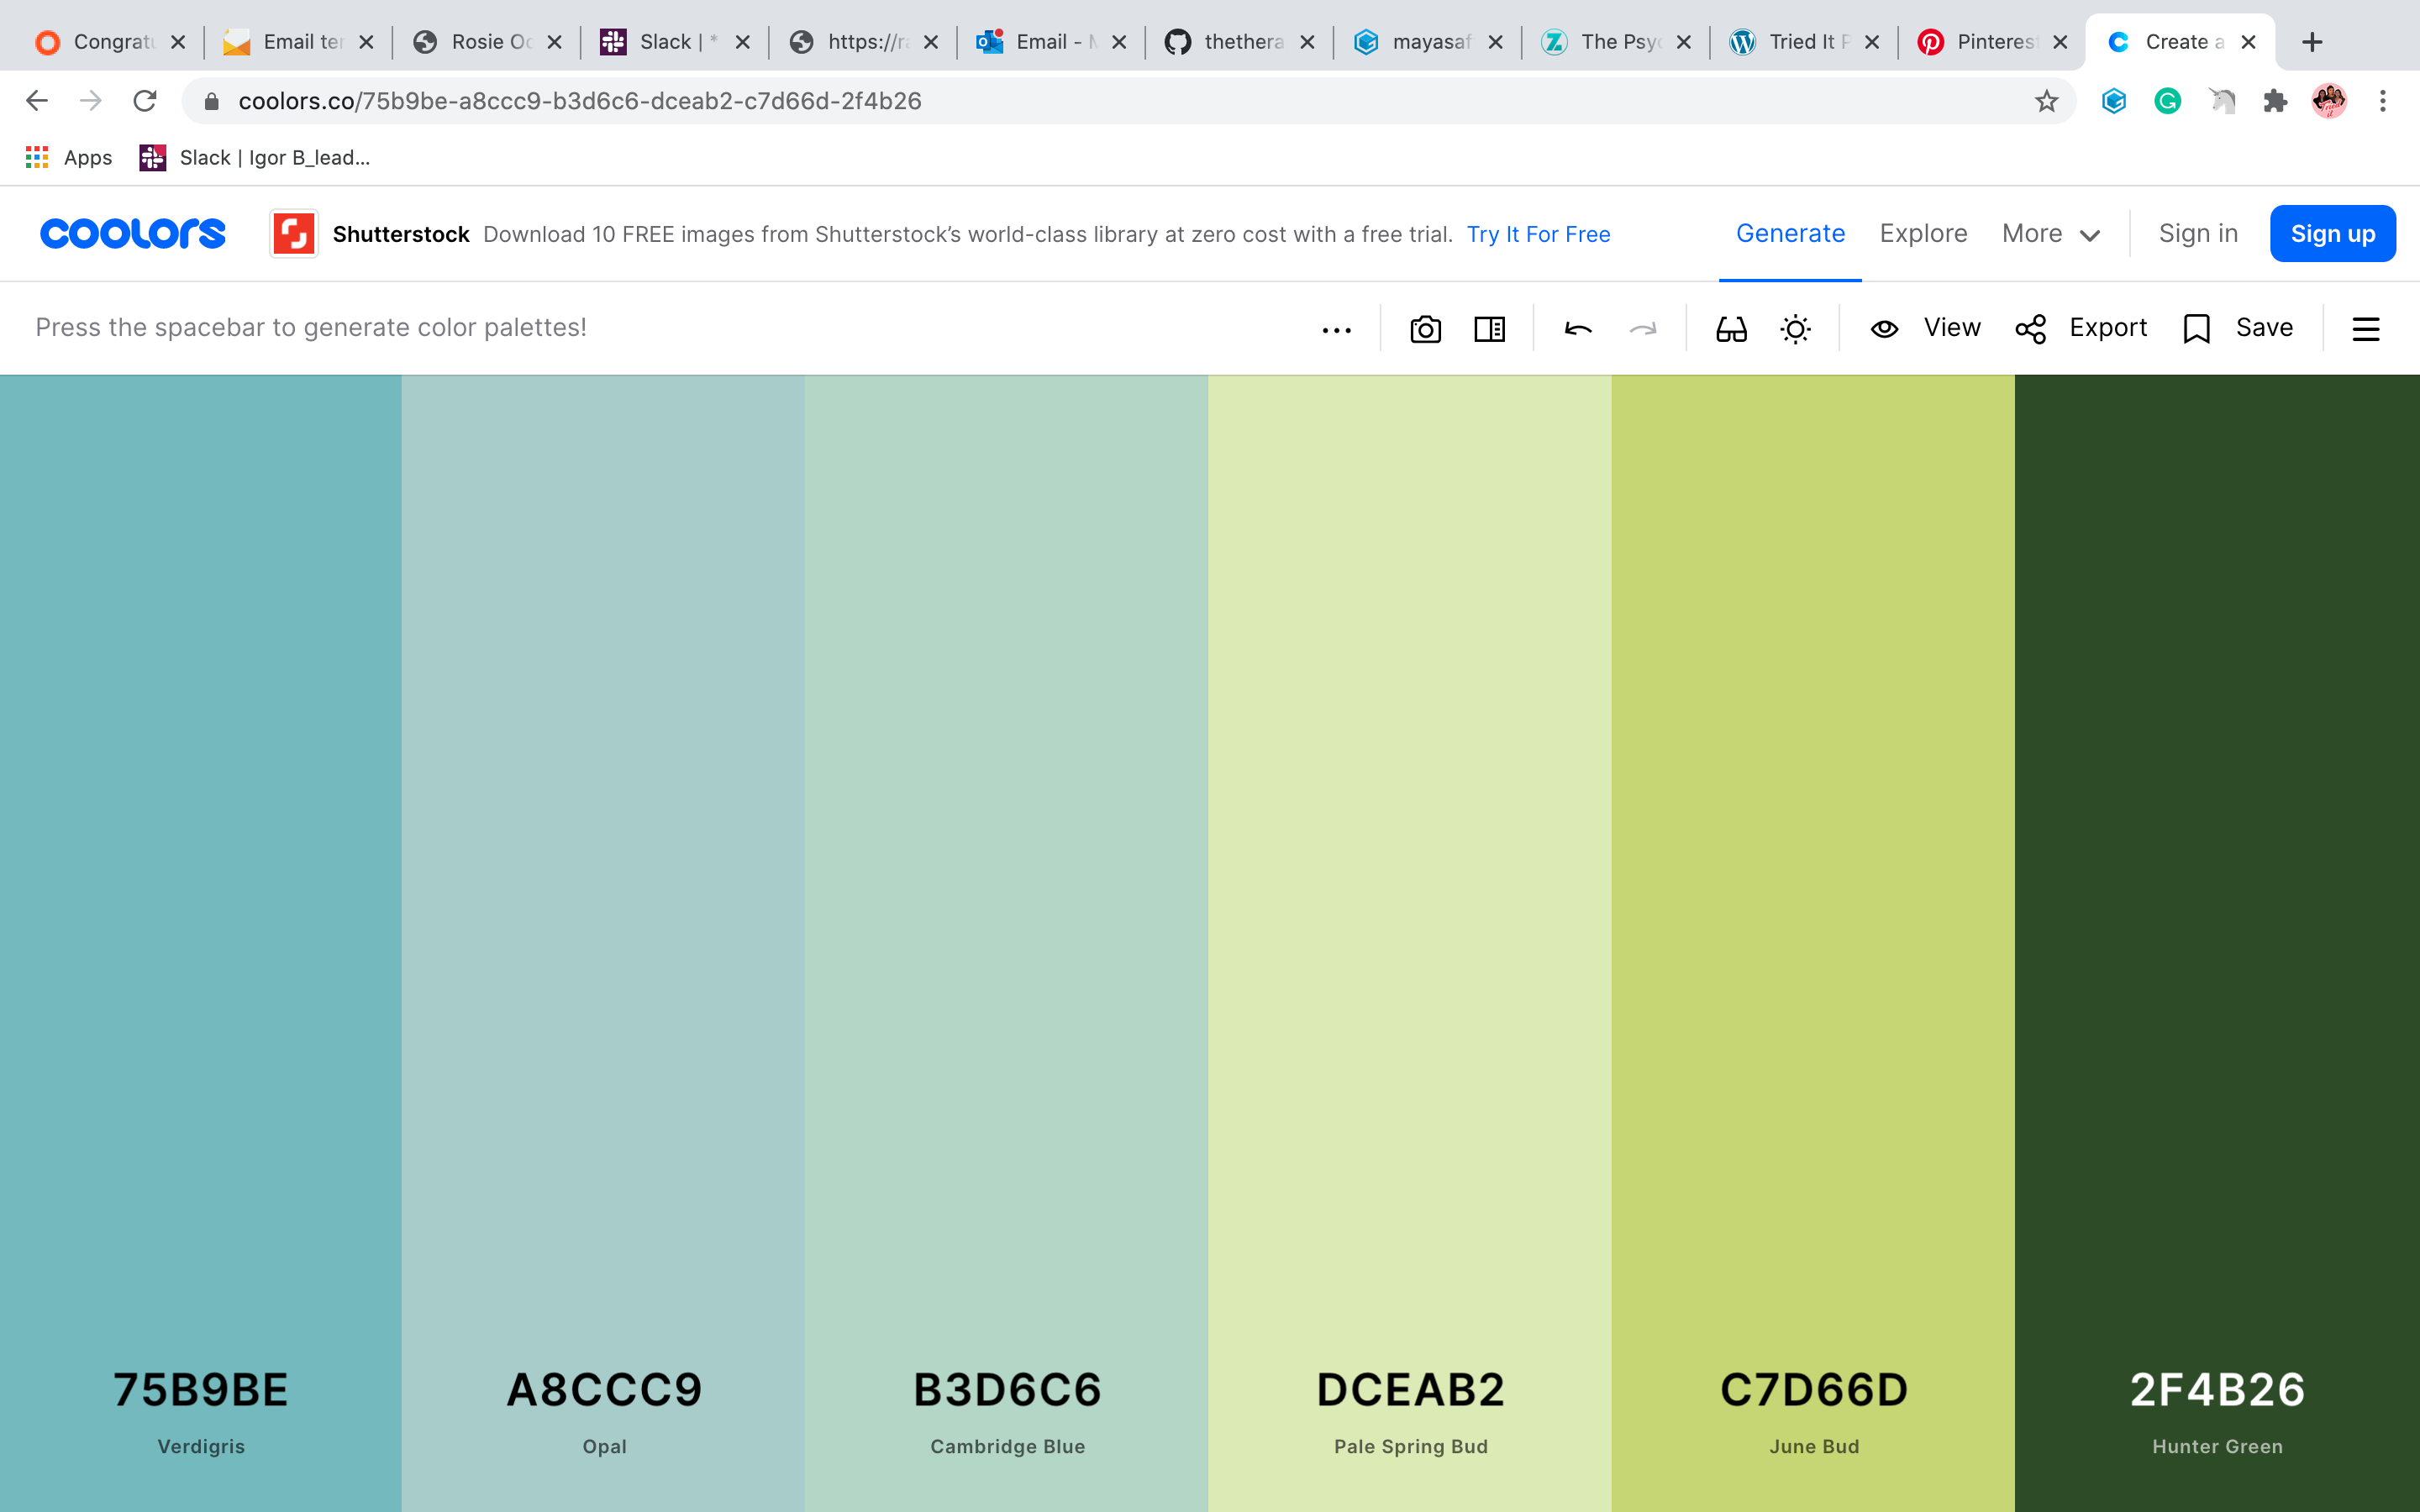 Congratu
Email ter
Rosie Oc
Slack | *
https://ra
Email - M
thethera
mayasaf
The Psyc
Tried It P
Pinterest
Create a
coolors.co/75b9be-a8ccc9-b3d6c6-dceab2-c7d66d-2f4b26
Apps
Slack | Igor B_lead...
coolors
Shutterstock Download 10 FREE images from Shutterstock’s world-class library at zero cost with a free trial. Try It For Free
Generate
Explore
More
Sign in
Sign up
Press the spacebar to generate color palettes!
View
Export
Save
75B9BE
Verdigris
A8CCC9
Opal
B3D6C6
Cambridge Blue
DCEAB2
Pale Spring Bud
C7D66D
June Bud
2F4B26
Hunter Green